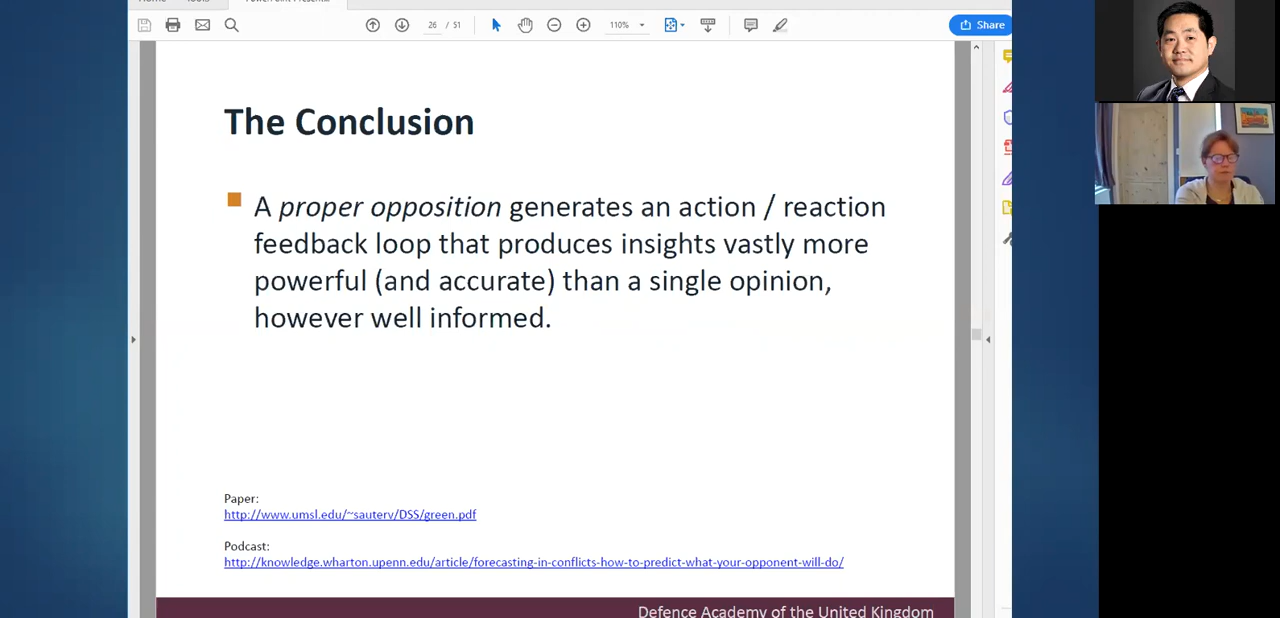 26 / 51
110%
Share
The Conclusion
A proper opposition generates an action / reaction
feedback loop that produces insights vastly more
powerful (and accurate) than a single opinion,
however well informed.
Paper:
http://www.umsl.edu/~sauterv/DSS/green.pdf
Podcast:
http://knowledge.wharton.upenn.edu/article/forecasting-in-conflicts-how-to-predict-what-your-opponent-will-do/
Defence Academy of the United Kingdom